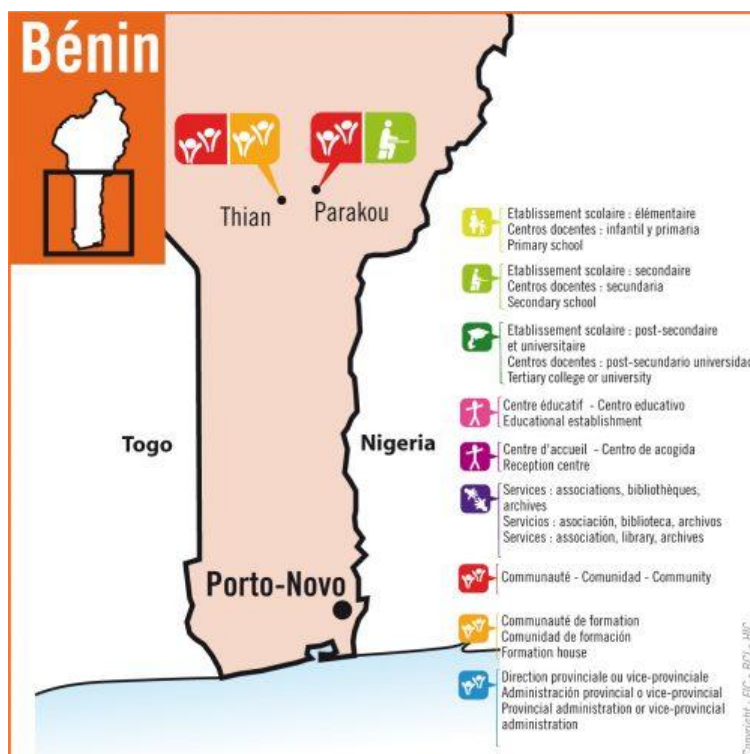 Bénin
Thian
Parakou
Togo
Nigeria
Porto-Novo
Etablissement scolaire : élémentaire
Centros docentes : infantil y primaria
Primary school
Etablissement scolaire : secondaire
Centros docentes : secundaria
Secondary school
Etablissement scolaire : post-secondaire
et universitaire
Centros docentes : post-secundario universidad
Tertiary college or university
Centre éducatif - Centro educativo
Educational establishment
Centre d'accueil - Centro de acogida
Reception centre
Services : associations, bibliothèques,
archives
Servicios : asociación, biblioteca, archivos
Services : association, library, archives
Communauté - Comunidad - Community
Communauté de formation
Comunidad de formación
Formation house
Direction provinciale ou vice-provinciale
Administración provincial o vice-provincial
Provincial administration or vice-provincial
administration
Copyright : FIC - BCI - HIC